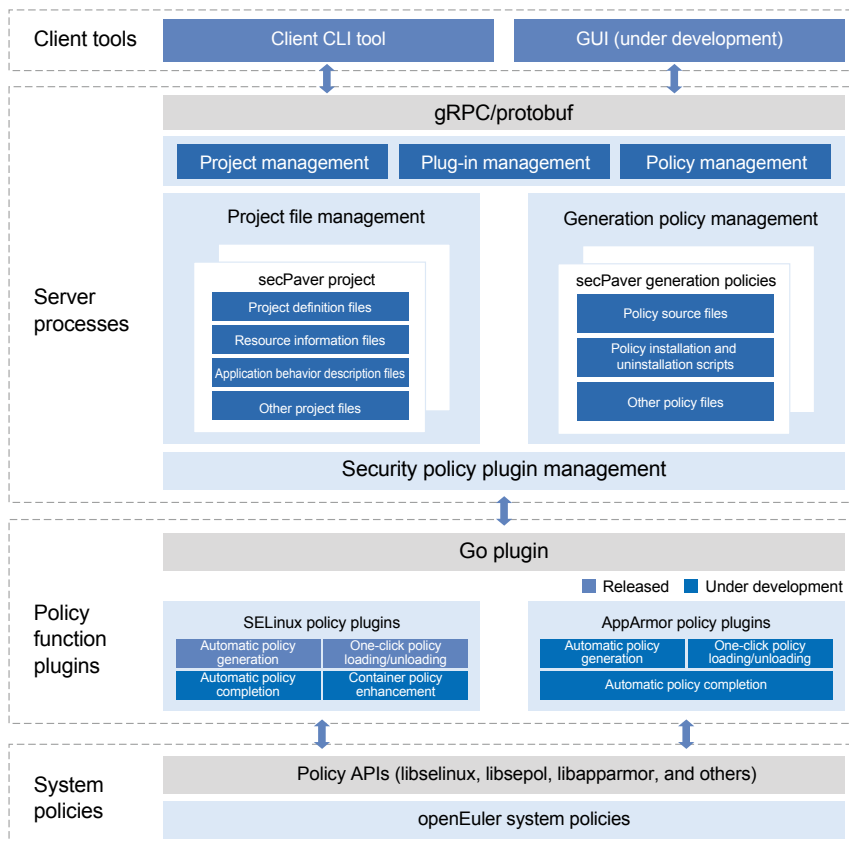 Client tools
Client CLI tool
GUI (under development)
Server
processes
gRPC/protobuf
Project management
Plug-in management
Policy management
Project file management
secPaver project
Project definition files
Resource information files
Application behavior description files
Other project files
Generation policy management
secPaver generation policies
Policy source files
Policy installation and
uninstallation scripts
Other policy files
Security policy plugin management
Policy
function
plugins
Go plugin
Released
Under development
SELinux policy plugins
Automatic policy
generation
One-click policy
loading/unloading
Automatic policy
completion
Container policy
enhancement
AppArmor policy plugins
Automatic policy
generation
One-click policy
loading/unloading
Automatic policy completion
System
policies
Policy APIs (libselinux, libsepol, libapparmor, and others)
openEuler system policies